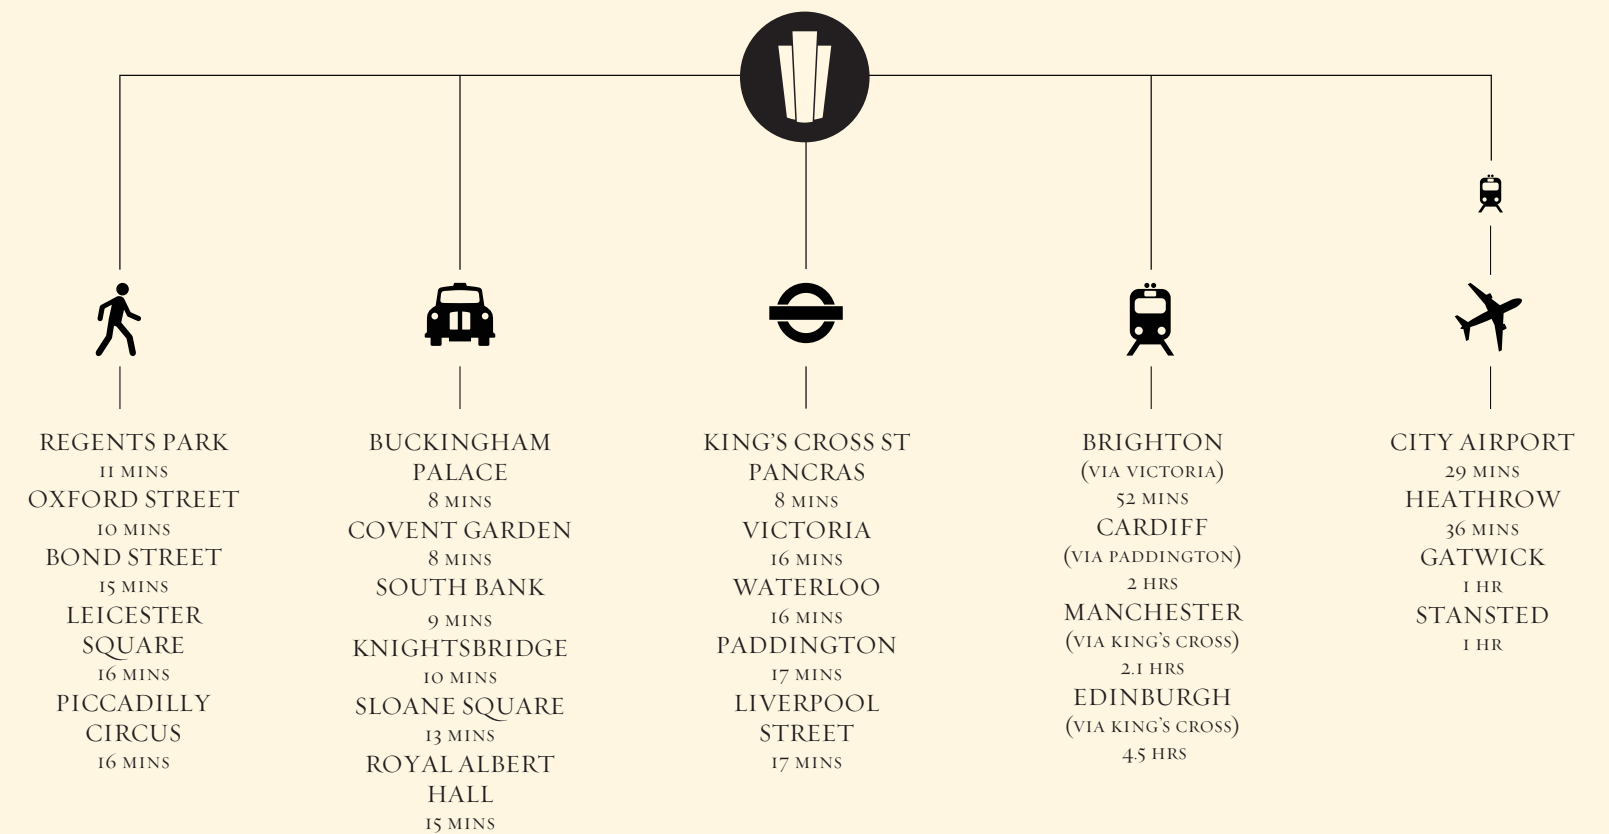 REGENTS PARK
11 MINS
OXFORD STREET
10 MINS
BOND STREET
15 MINS
LEICESTER
SQUARE
16 MINS
PICCADILLY
CIRCUS
16 MINS
BUCKINGHAM
PALACE
8 MINS
COVENT GARDEN
8 MINS
SOUTH BANK
9 MINS
KNIGHTSBRIDGE
10 MINS
SLOANE SQUARE
13 MINS
ROYAL ALBERT
HALL
15 MINS
KING'S CROSS ST
PANCRAS
8 MINS
VICTORIA
16 MINS
WATERLOO
16 MINS
PADDINGTON
17 MINS
LIVERPOOL
STREET
17 MINS
BRIGHTON
(VIA VICTORIA)
52 MINS
CARDIFF
(VIA PADDINGTON)
2 HRS
MANCHESTER
(VIA KING'S CROSS)
2.1 HRS
EDINBURGH
(VIA KING'S CROSS)
4.5 HRS
CITY AIRPORT
29 MINS
HEATHROW
36 MINS
GATWICK
1 HR
STANSTED
1 HR